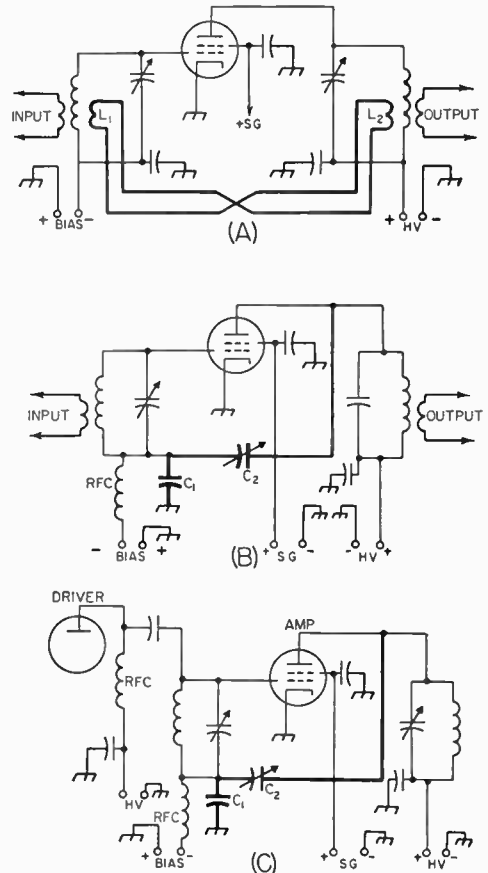 +SG
INPUT
L1
L2
OUTPUT
+ BIAS -
+ HV -
(A)
INPUT
OUTPUT
RFC
C1
C2
- BIAS +
+ SG -
- HV +
(B)
DRIVER
AMP
RFC
HV
C1
C2
RFC
+ BIAS -
+ SG -
+ HV -
(C)